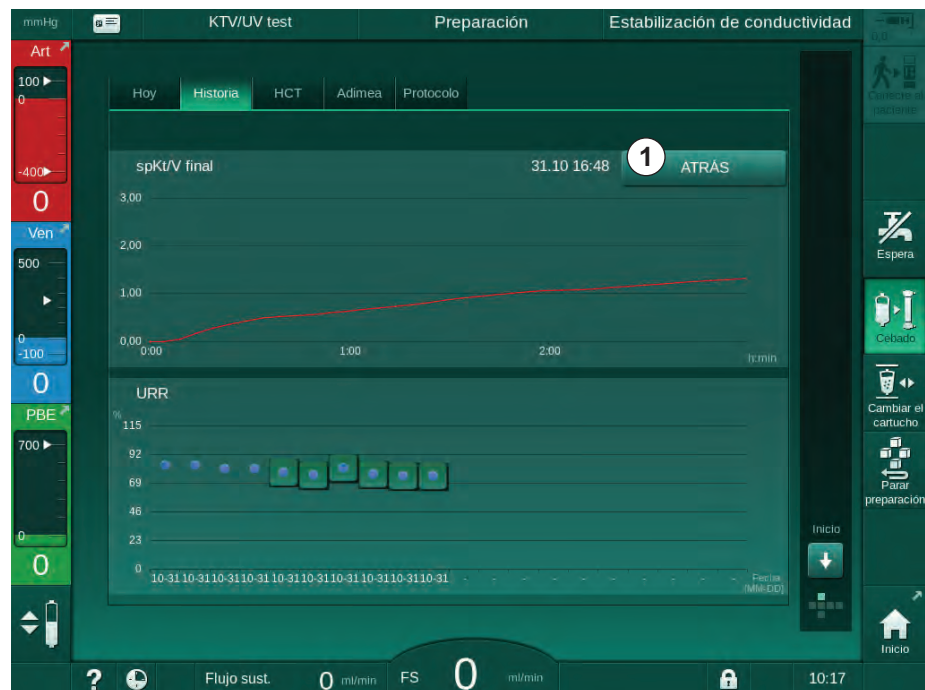 mmHg
KTV/UV test
Preparación
Estabilización de conductividad
Art
100
0
-400
0
Ven
500
0
-100
0
PBE
700
0
0
Hoy
Historia
HCT
Adimea
Protocolo
spKt/V final
31.10 16:48
1
ATRÁS
3,00
2,00
1,00
0,00
0:00
1:00
2:00
h:min
URR
%
115
92
69
46
23
0
10-31 10-31 10-31 10-31 10-31 10-31 10-31 10-31 10-31 10-31
Fecha
[MM-DD]
Inicio
Conecte al
paciente
Espera
Cebado
Cambiar el
cartucho
Parar
preparación
Inicio
?
Flujo sust.
0 ml/min
FS
0 ml/min
10:17